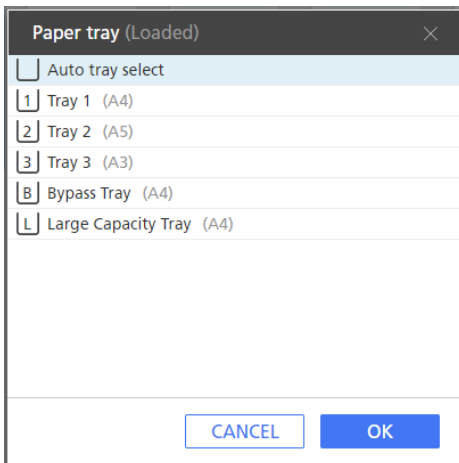 Paper tray (Loaded)
Auto tray select
1 Tray 1 (A4)
2 Tray 2 (A5)
3 Tray 3 (A3)
B Bypass Tray (A4)
L Large Capacity Tray (A4)
CANCEL OK